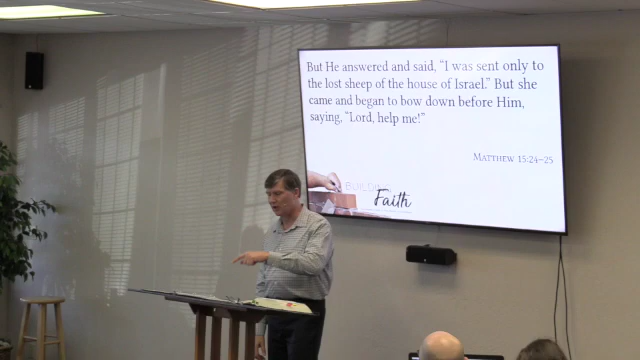 But He answered and said, “I was sent only to
the lost sheep of the house of Israel.” But she
came and began to bow down before Him,
saying, “Lord, help me!”
Matthew 15:24–25
BUILDING
Faith